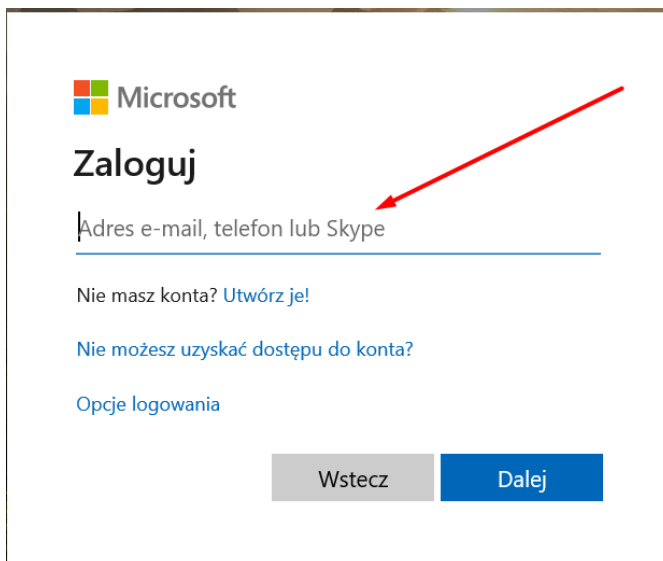 Microsoft
Zaloguj
Adres e-mail, telefon lub Skype
Nie masz konta? Utwórz je!
Nie możesz uzyskać dostępu do konta?
Opcje logowania
Wstecz Dalej